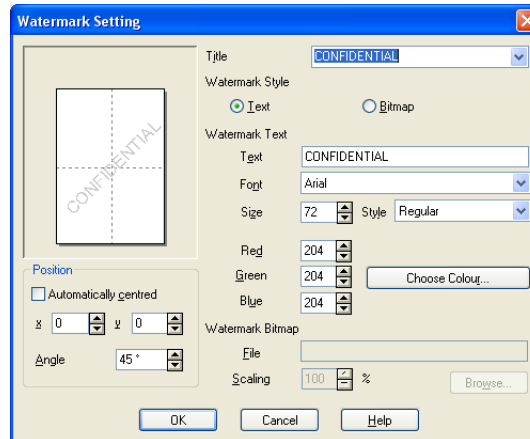 Watermark Setting
Title CONFIDENTIAL
Watermark Style
Text Bitmap
Watermark Text
Text CONFIDENTIAL
Font Arial
Size 72 Style Regular
Red 204
Green 204 Choose Colour...
Blue 204
Watermark Bitmap
File
Scaling 100 % Browse...
CONFIDENTIAL
Position
Automatically centred
x 0 y 0
Angle 45 °
OK Cancel Help